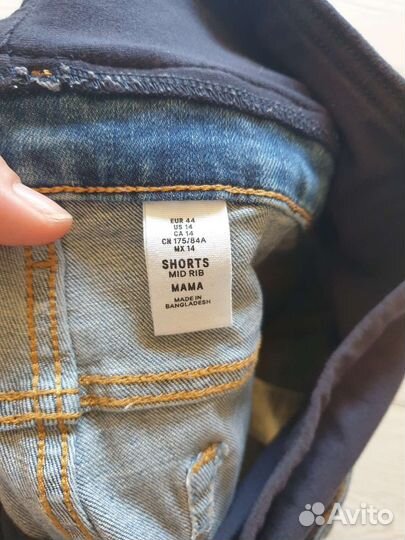 EUR 44
US 14
CA 14
CN 175/84A
MX 14
SHORTS
MID RIB
MAMA
MADE IN
BANGLADESH
Avito